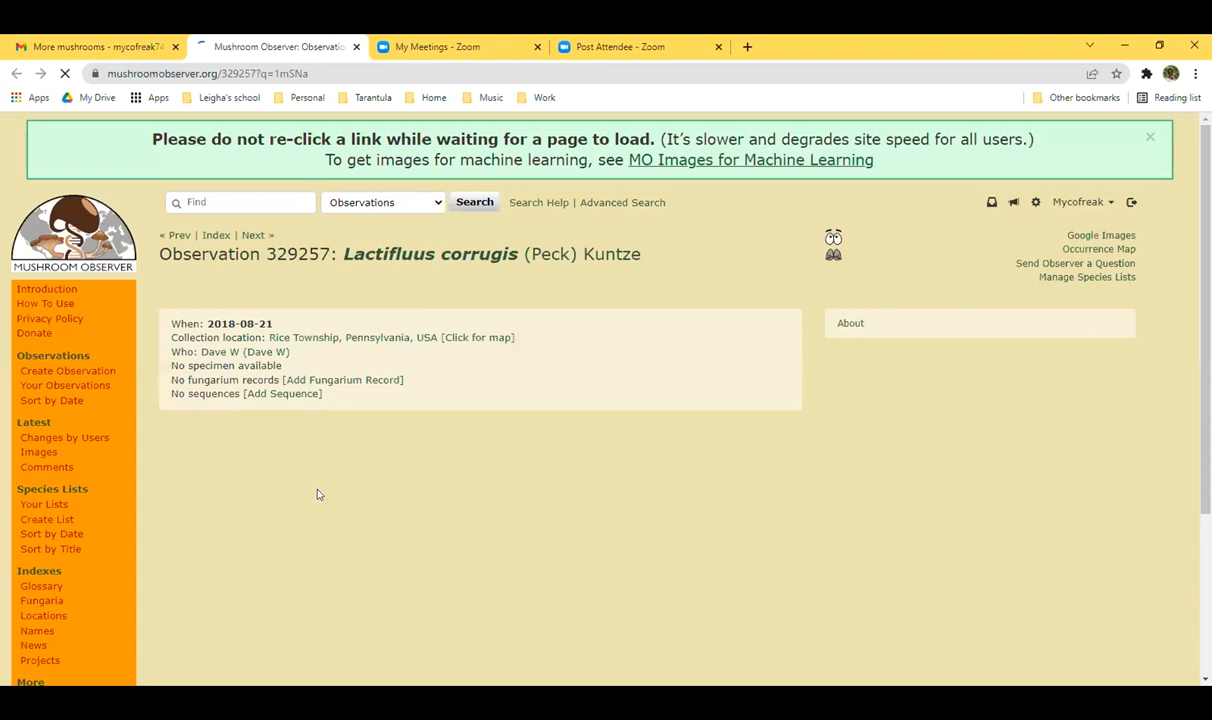 More mushrooms - mycofreak74
Mushroom Observer: Observatio
My Meetings - Zoom
Post Attendee - Zoom
mushroomobserver.org/329257?q=1mSNa
Apps
My Drive
Apps
Leigha's school
Personal
Tarantula
Home
Music
Work
Other bookmarks
Reading list
Please do not re-click a link while waiting for a page to load. (It's slower and degrades site speed for all users.)
To get images for machine learning, see MO Images for Machine Learning
MUSHROOM OBSERVER
Find
Observations
Search
Search Help | Advanced Search
Mycofreak
« Prev | Index | Next »
Observation 329257: Lactifluus corrugis (Peck) Kuntze
Google Images
Occurrence Map
Send Observer a Question
Manage Species Lists
When: 2018-08-21
Collection location: Rice Township, Pennsylvania, USA [Click for map]
Who: Dave W (Dave W)
No specimen available
No fungarium records [Add Fungarium Record]
No sequences [Add Sequence]
About
Introduction
How To Use
Privacy Policy
Donate
Observations
Create Observation
Your Observations
Sort by Date
Latest
Changes by Users
Images
Comments
Species Lists
Your Lists
Create List
Sort by Date
Sort by Title
Indexes
Glossary
Fungaria
Locations
Names
News
Projects
More